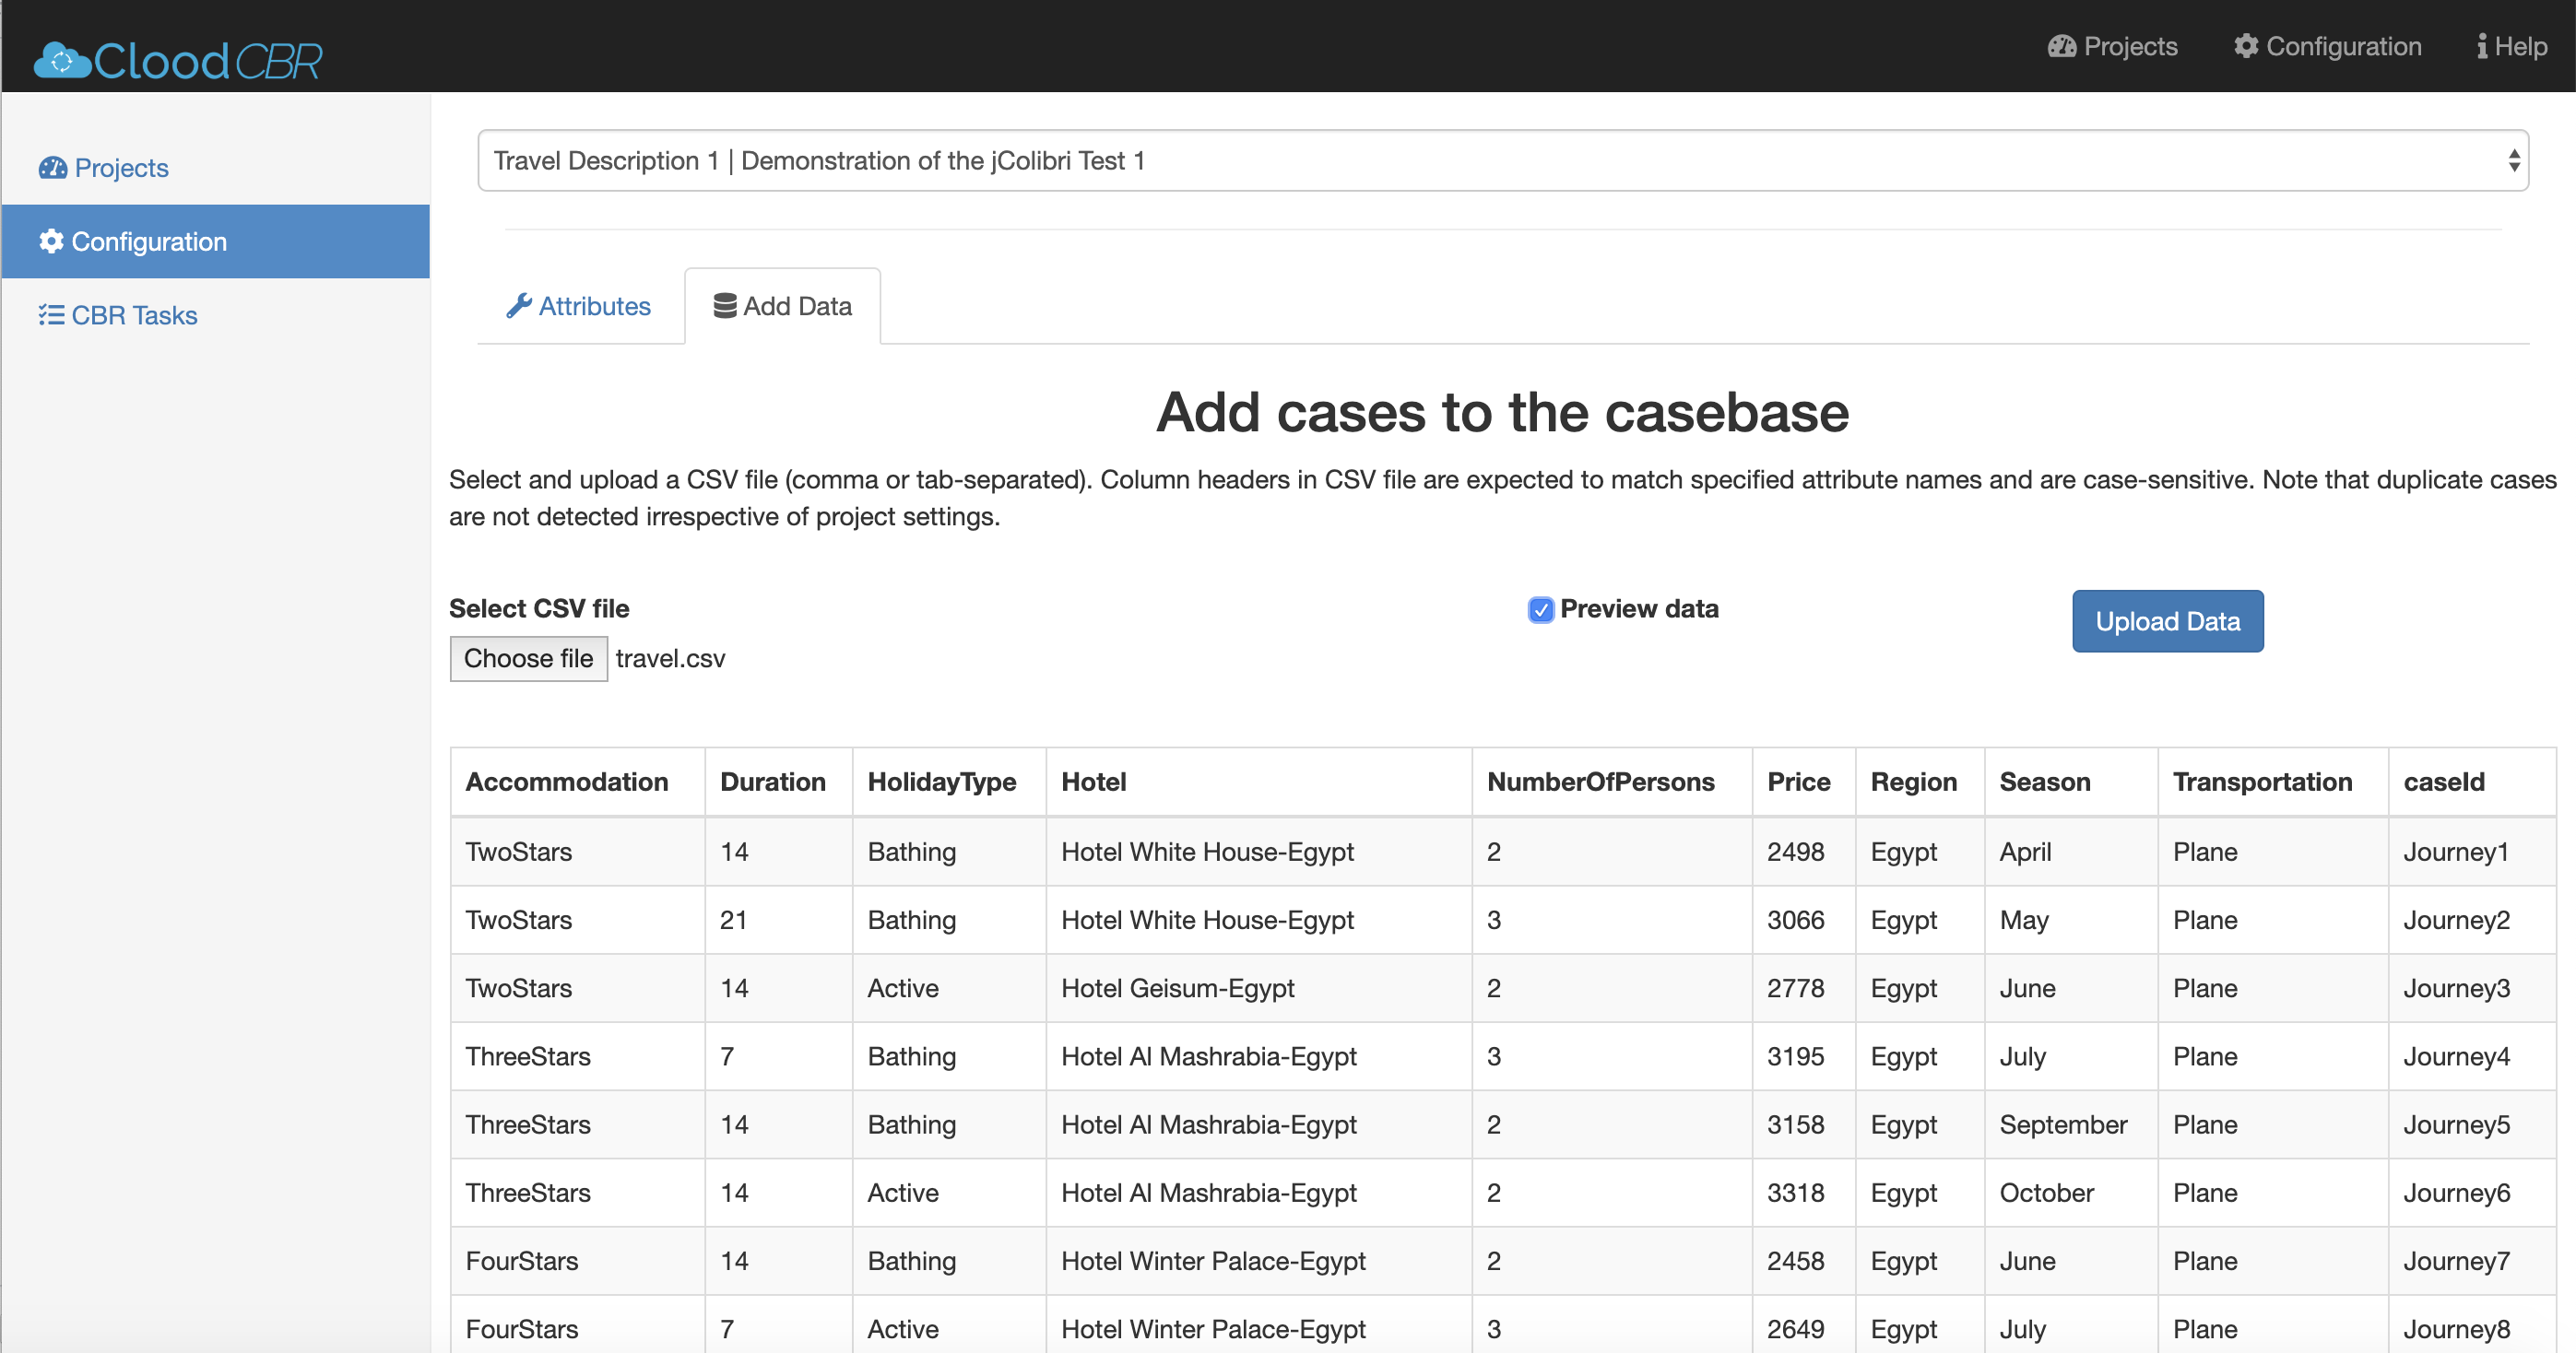 CloodCBR
Projects Configuration Help
Projects
Configuration
CBR Tasks
Travel Description 1 | Demonstration of the jColibri Test 1
Attributes Add Data
Add cases to the casebase
Select and upload a CSV file (comma or tab-separated). Column headers in CSV file are expected to match specified attribute names and are case-sensitive. Note that duplicate cases
are not detected irrespective of project settings.
Select CSV file Preview data Upload Data
Choose file travel.csv
Accommodation Duration HolidayType Hotel NumberOfPersons Price Region Season Transportation caseId
TwoStars 14 Bathing Hotel White House-Egypt 2 2498 Egypt April Plane Journey1
TwoStars 21 Bathing Hotel White House-Egypt 3 3066 Egypt May Plane Journey2
TwoStars 14 Active Hotel Geisum-Egypt 2 2778 Egypt June Plane Journey3
ThreeStars 7 Bathing Hotel Al Mashrabia-Egypt 3 3195 Egypt July Plane Journey4
ThreeStars 14 Bathing Hotel Al Mashrabia-Egypt 2 3158 Egypt September Plane Journey5
ThreeStars 14 Active Hotel Al Mashrabia-Egypt 2 3318 Egypt October Plane Journey6
FourStars 14 Bathing Hotel Winter Palace-Egypt 2 2458 Egypt June Plane Journey7
FourStars 7 Active Hotel Winter Palace-Egypt 3 2649 Egypt July Plane Journey8